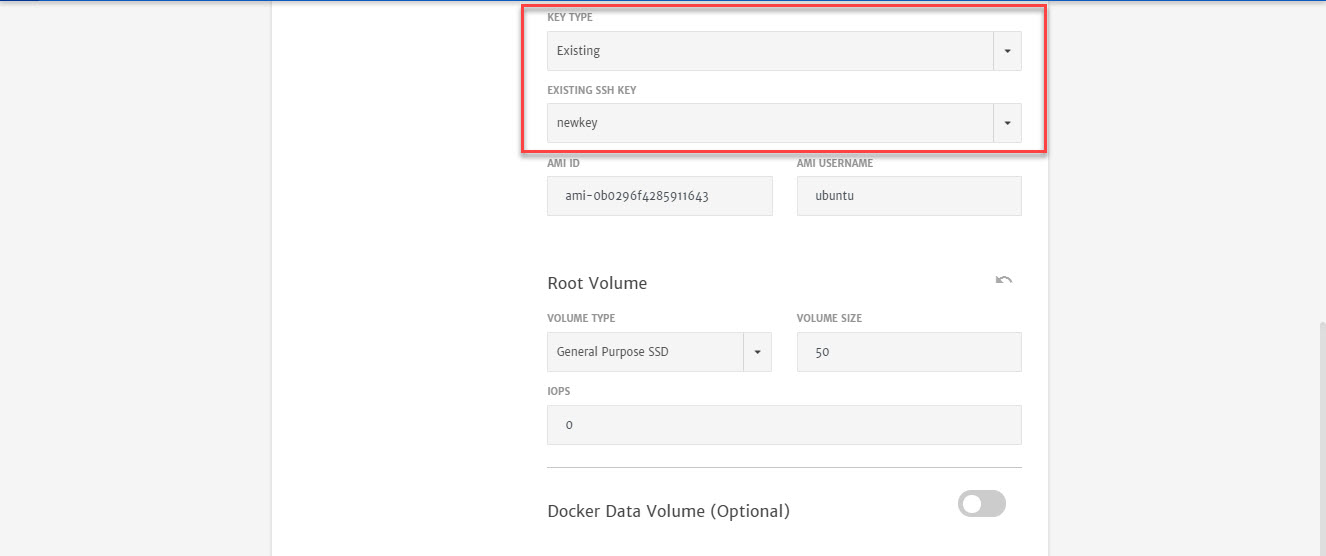 KEY TYPE
Existing
EXISTING SSH KEY
newkey
AMI ID
AMI USERNAME
ami-0b0296f4285911643
ubuntu
Root Volume
VOLUME TYPE
VOLUME SIZE
General Purpose SSD
50
IOPS
0
Docker Data Volume (Optional)